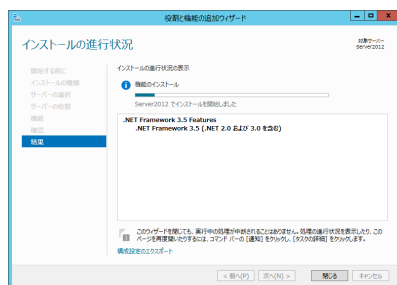 役割と機能の追加ウィザード
インストールの進行状況
対象サーバー
Server2012
開始する前に
インストールの種類
サーバーの選択
サーバーの役割
機能
確認
結果
インストールの進行状況の表示
機能のインストール
Server2012 でインストールを開始しました
.NET Framework 3.5 Features
.NET Framework 3.5 (.NET 2.0 および 3.0 を含む)
このウィザードを閉じても、実行中の処理が中断されることはありません。処理の進行状況を表示したり、この
ページを再度開いたりするには、コマンド バーの [通知] をクリックし、[タスクの詳細] をクリックします。
構成設定のエクスポート
< 前へ(P)
次へ(N) >
閉じる
キャンセル